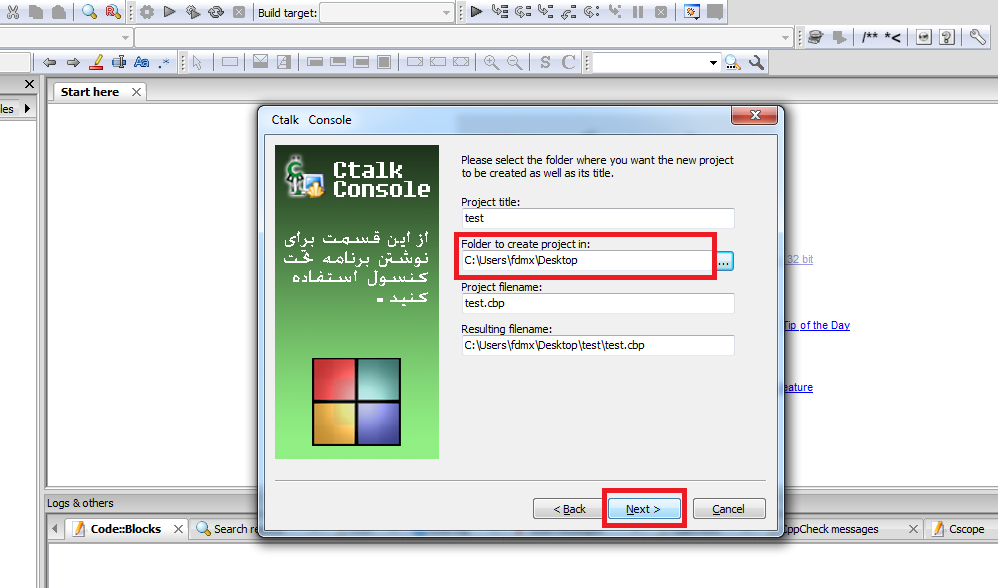 Build target:
/** *<
S C
les
Start here
Ctalk Console
Ctalk
Console
از این قسمت برای
نوشتن برنامه تحت
کنسول استفاده
کنید .
Please select the folder where you want the new project
to be created as well as its title.
Project title:
test
Folder to create project in:
C:\Users\fdmx\Desktop
...
Project filename:
test.cbp
Resulting filename:
C:\Users\fdmx\Desktop\test\test.cbp
32 bit
Tip of the Day
eature
< Back
Next >
Cancel
Logs & others
Code::Blocks
Search re
CppCheck messages
Cscope